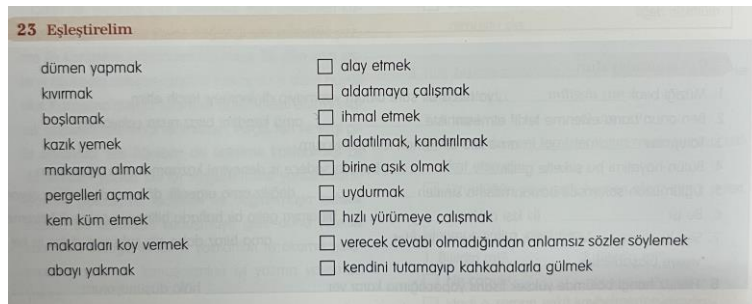 23 Eşleştirelim
dümen yapmak alay etmek
kıvırmak aldatmaya çalışmak
boşlamak ihmal etmek
kazık yemek aldatılmak, kandırılmak
makaraya almak birine aşık olmak
pergelleri açmak uydurmak
kem küm etmek hızlı yürümeye çalışmak
makaraları koy vermek verecek cevabı olmadığından anlamsız sözler söylemek
abayı yakmak kendini tutamayıp kahkahalarla gülmek